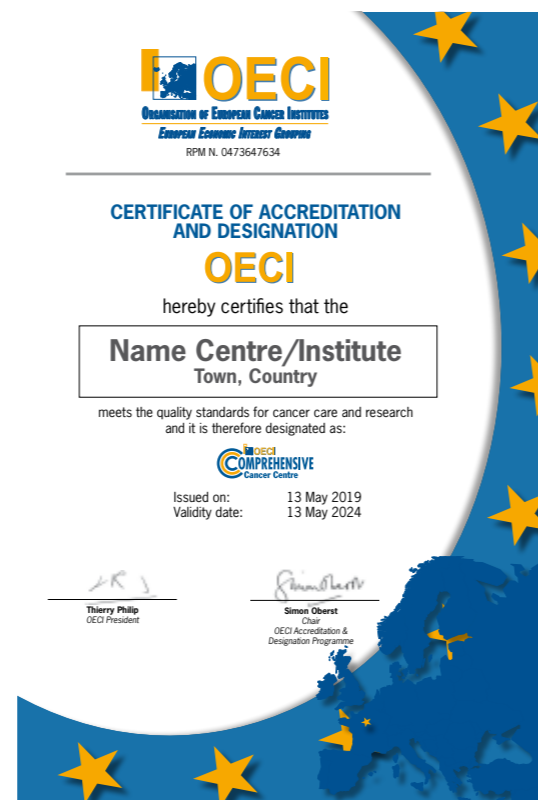 OECI
ORGANISATION OF EUROPEAN CANCER INSTITUTES
EUROPEAN ECONOMIC INTEREST GROUPING
RPM N. 0473647634
CERTIFICATE OF ACCREDITATION
AND DESIGNATION
OECI
hereby certifies that the
Name Centre/Institute
Town, Country
meets the quality standards for cancer care and research
and it is therefore designated as:
OECI
COMPREHENSIVE
Cancer Centre
Issued on: 13 May 2019
Validity date: 13 May 2024
Simon Oberst
Thierry Philip
OECI President
Simon Oberst
Chair
OECI Accreditation &
Designation Programme